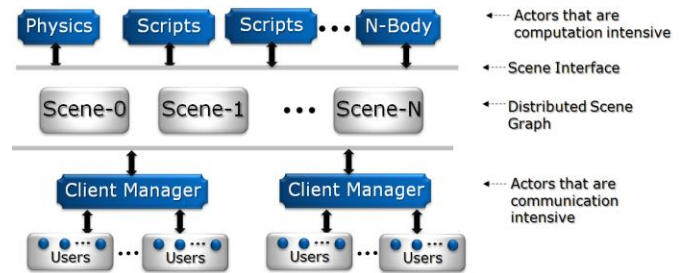 Physics Scripts Scripts ••• N-Body
Actors that are
computation intensive
Scene Interface
Scene-0 Scene-1 ••• Scene-N
Distributed Scene
Graph
Client Manager Client Manager
Actors that are
communication
intensive
Users ... Users Users ... Users